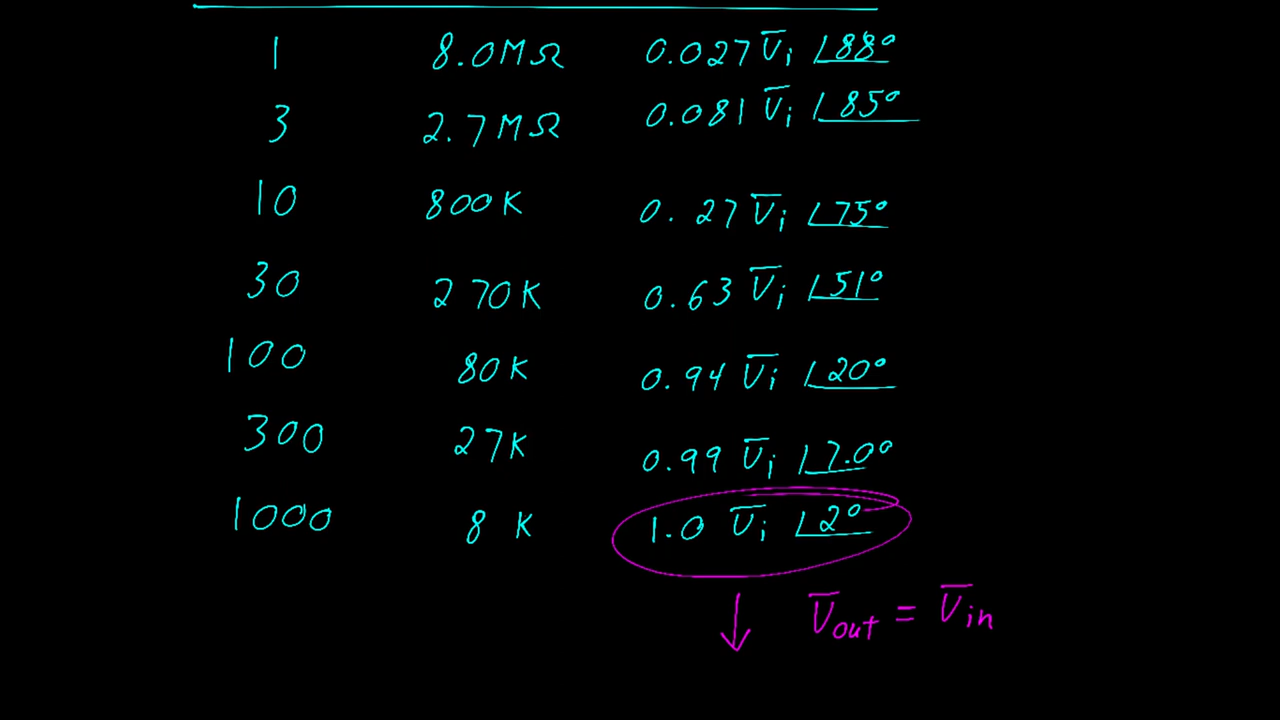 1 8.0MΩ 0.027 V̅i ∠88°
3 2.7MΩ 0.081 V̅i ∠85°
10 800K 0.27 V̅i ∠75°
30 270K 0.63 V̅i ∠51°
100 80K 0.94 V̅i ∠20°
300 27K 0.99 V̅i ∠7.0°
1000 8 K 1.0 V̅i ∠2°
↓ V̅out = V̅in